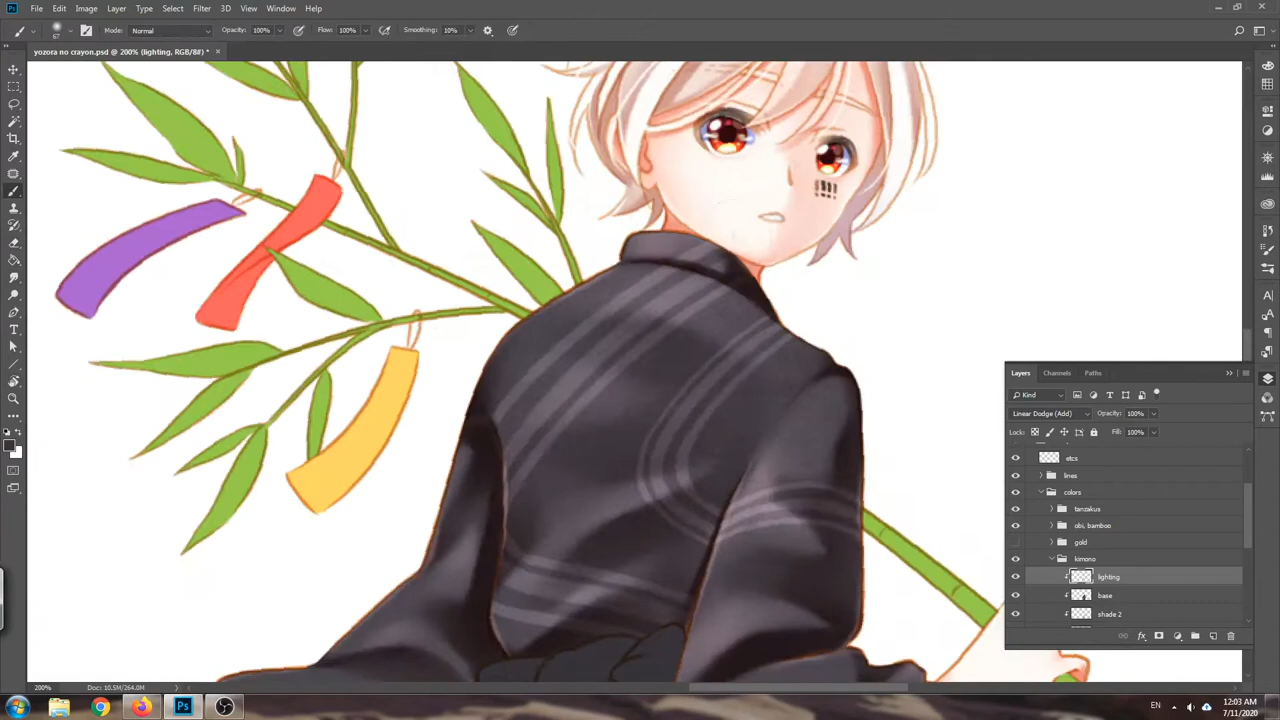 Ps File Edit Image Layer Type Select Filter 3D View Window Help
67 Mode: Normal Opacity: 100% Flow: 100% Smoothing: 10%
yozora no crayon.psd @ 200% (lighting, RGB/8#) * ×
Layers Channels Paths
Kind
Linear Dodge (Add) Opacity: 100%
Lock: Fill: 100%
etcs
lines
colors
tanzakus
obi, bamboo
gold
kimono
lighting
base
shade 2
200% Doc: 10.5M/264.0M
Ps EN 12:03 AM
7/11/2020